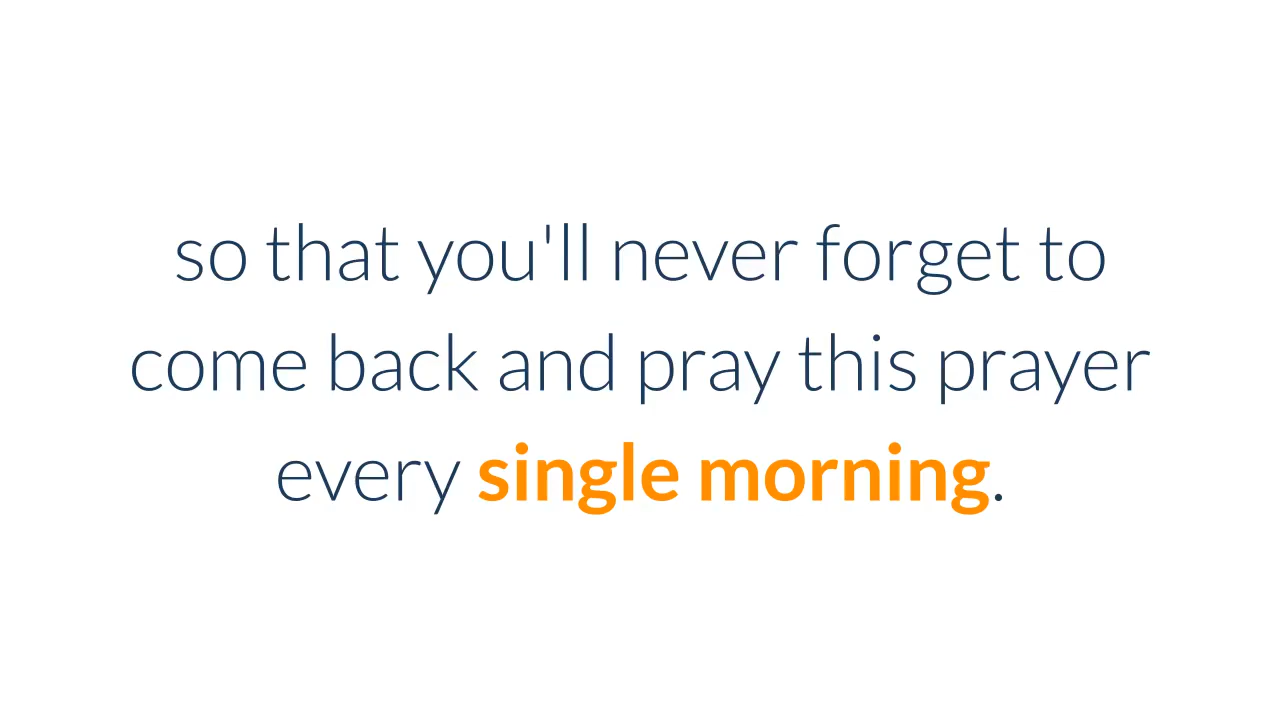 so that you'll never forget to
come back and pray this prayer
every single morning.